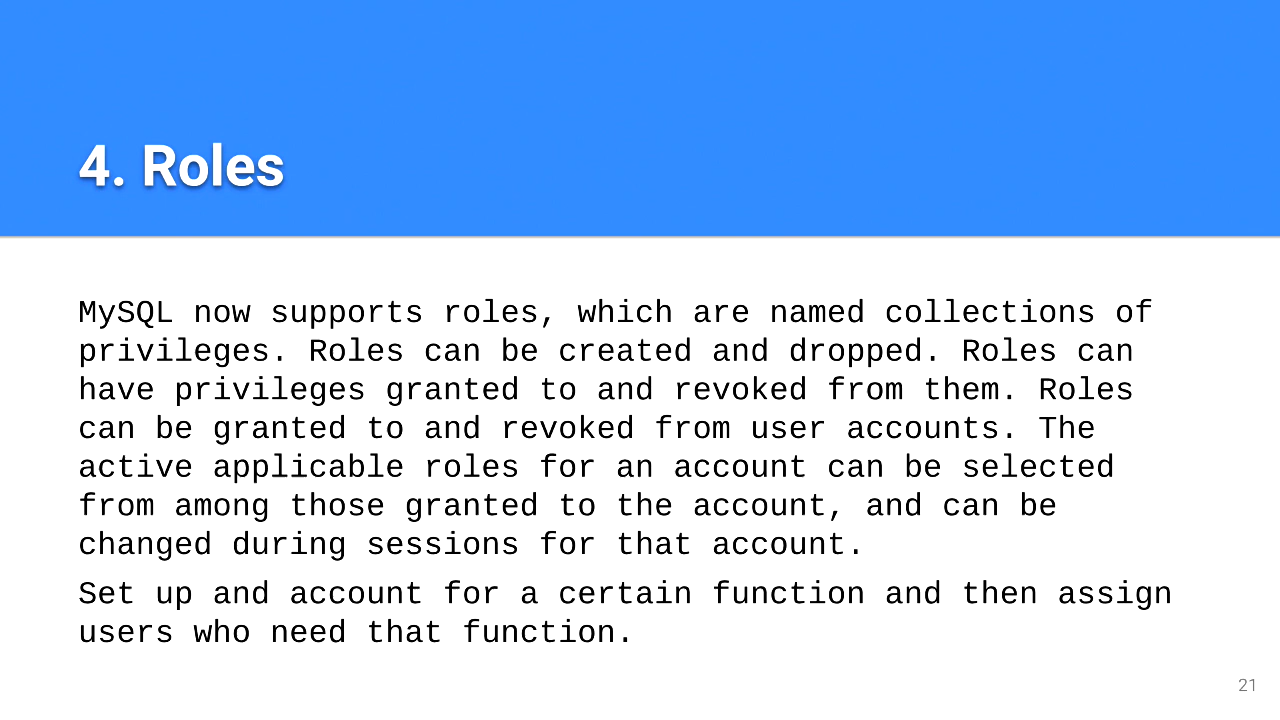 4. Roles
MySQL now supports roles, which are named collections of
privileges. Roles can be created and dropped. Roles can
have privileges granted to and revoked from them. Roles
can be granted to and revoked from user accounts. The
active applicable roles for an account can be selected
from among those granted to the account, and can be
changed during sessions for that account.
Set up and account for a certain function and then assign
users who need that function.
21